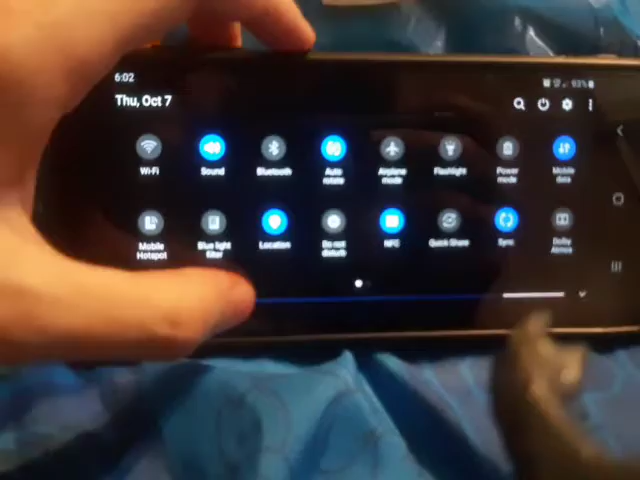 6:02
93%
Thu, Oct 7
Wi-Fi Sound Bluetooth Auto rotate Airplane mode Flashlight Power mode Mobile data
Mobile Hotspot Blue light filter Location Do not disturb NFC Quick Share Sync Dolby Atmos